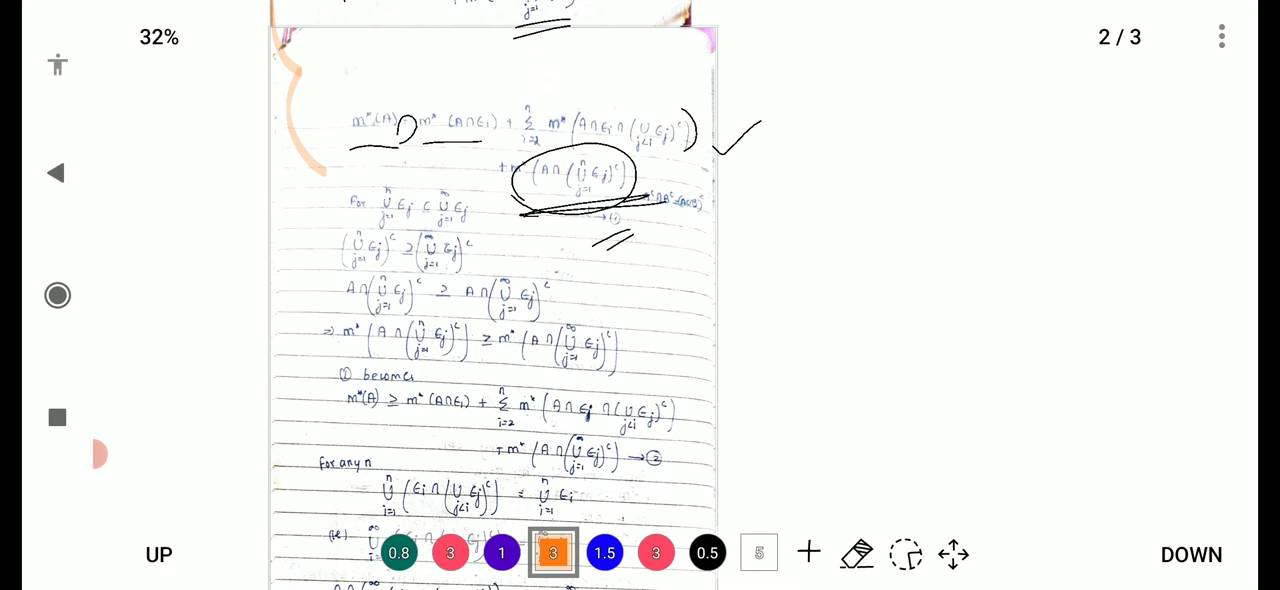 32%
2 / 3
j=1
m*(A) = m* (A∩E₁) + Σ_{i=2}^{n} m* (A∩Eᵢ∩(∪_{j<i} Eⱼ)ᶜ)
+ m* (A∩(∪_{j=1}^{n} Eⱼ)ᶜ)
For ∪_{j=1}^{n} Eⱼ ⊆ ∪_{j=1}^{∞} Eⱼ
→ ①
(∪_{j=1}^{n} Eⱼ)ᶜ ⊇ (∪_{j=1}^{∞} Eⱼ)ᶜ
A∩(∪_{j=1}^{n} Eⱼ)ᶜ ⊇ A∩(∪_{j=1}^{∞} Eⱼ)ᶜ
⇒ m* (A∩(∪_{j=1}^{n} Eⱼ)ᶜ) ≥ m* (A∩(∪_{j=1}^{∞} Eⱼ)ᶜ)
① becomes
m*(A) ≥ m* (A∩E₁) + Σ_{i=2}^{n} m* (A∩Eᵢ∩(∪_{j<i} Eⱼ)ᶜ)
+ m* (A∩(∪_{j=1}^{∞} Eⱼ)ᶜ) → ②
For any n
∪_{i=1}^{n} (Eᵢ∩(∪_{j<i} Eⱼ)ᶜ) = ∪_{i=1}^{n} Eᵢ
(ie)
UP
0.8 3 1 3 1.5 3 0.5 5
DOWN